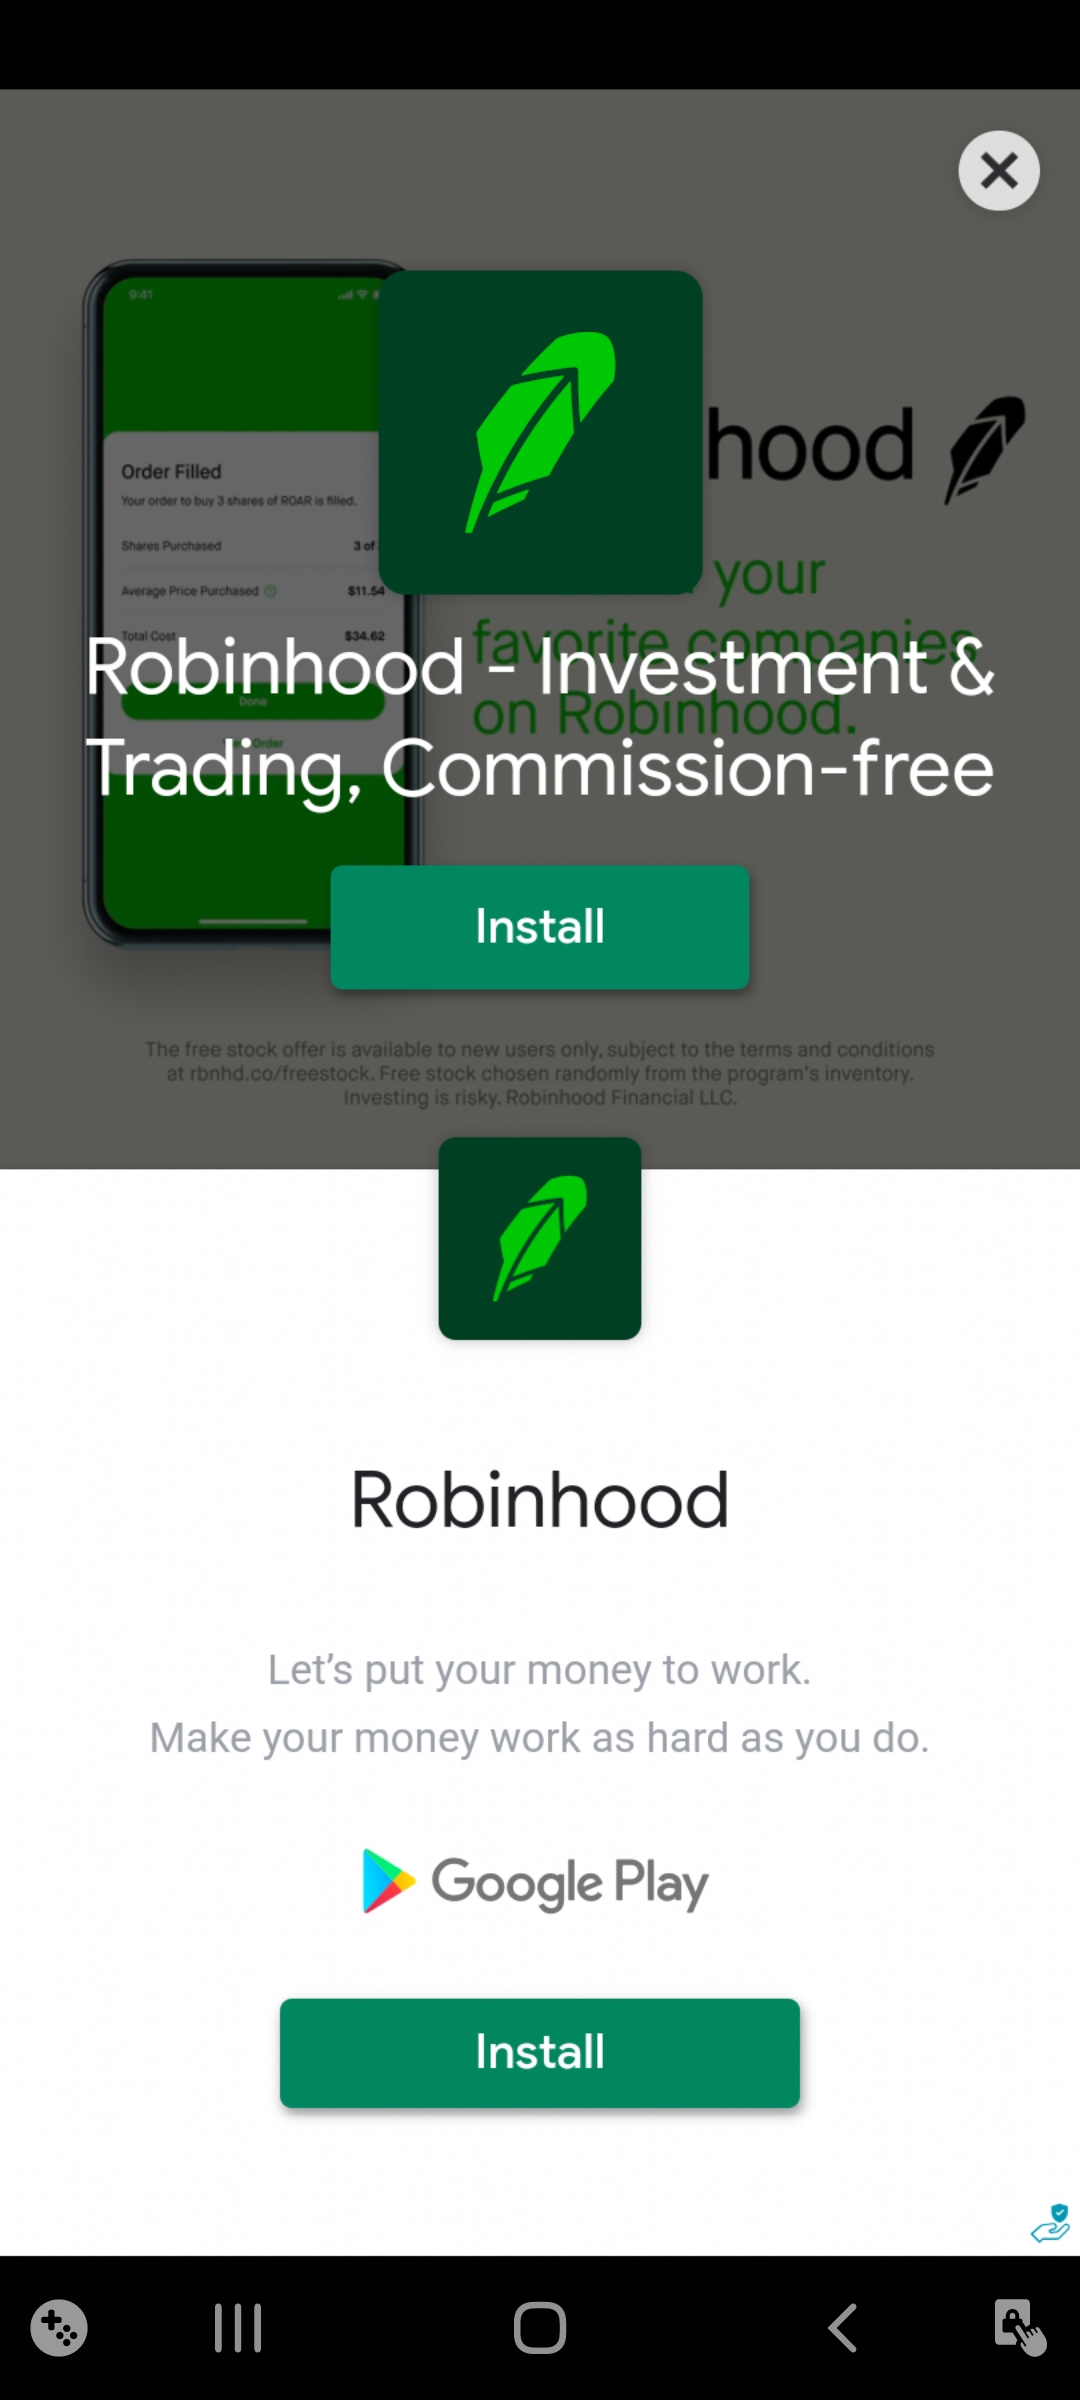 9:41
hood
Order Filled
Your order to buy 3 shares of ROAR is filled.
Shares Purchased 3 of
Average Price Purchased $11.54
Total Cost $34.62
Done
Order
your
favorite companies
on Robinhood.
Robinhood - Investment &
Trading, Commission-free
Install
The free stock offer is available to new users only, subject to the terms and conditions
at rbnhd.co/freestock. Free stock chosen randomly from the program's inventory.
Investing is risky. Robinhood Financial LLC.
Robinhood
Let's put your money to work.
Make your money work as hard as you do.
Google Play
Install